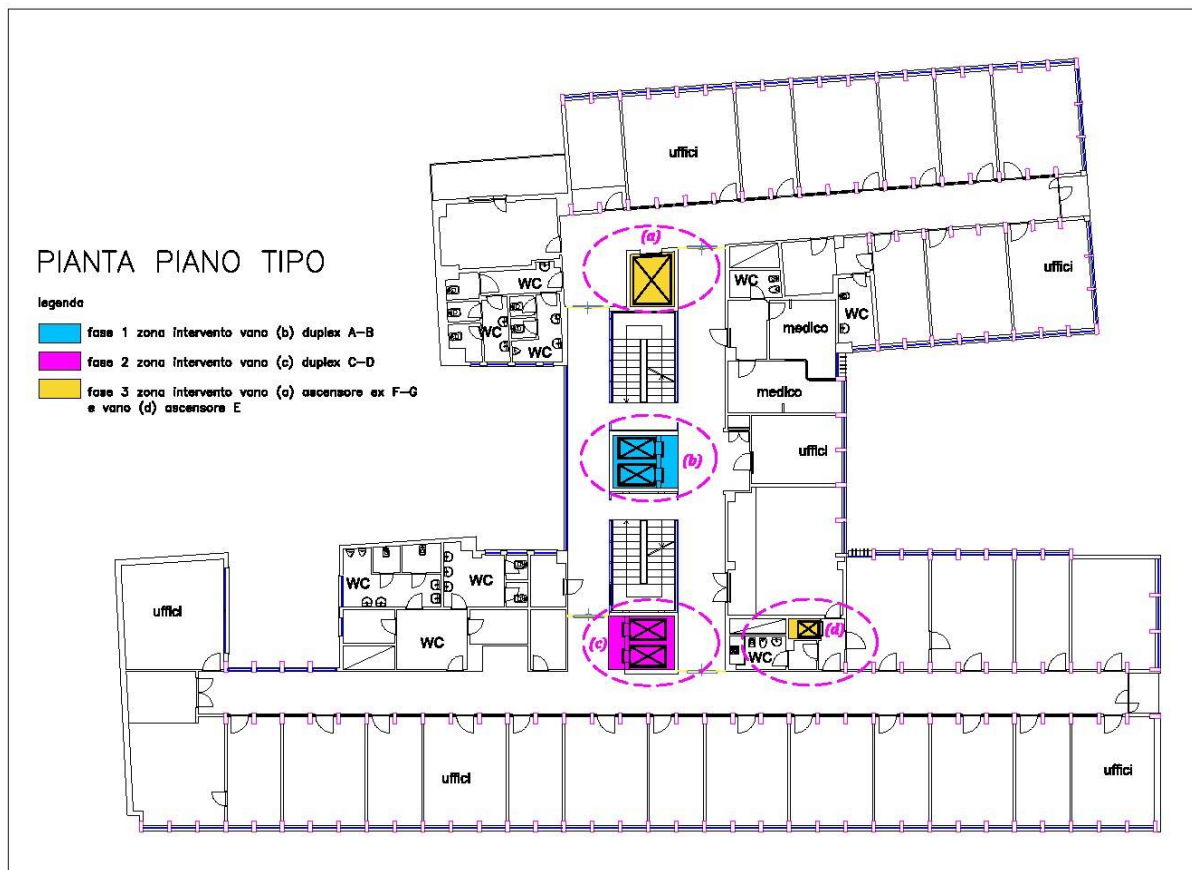 PIANTA PIANO TIPO
legenda
fase 1 zona intervento vano (b) duplex A-B
fase 2 zona intervento vano (c) duplex C-D
fase 3 zona intervento vano (a) ascensore ex F-G
e vano (d) ascensore E
uffici
(a)
uffici
WC
WC
WC
WC
medico
medico
uffici
(b)
uffici
WC
WC
WC
(c)
(d)
WC
uffici
uffici